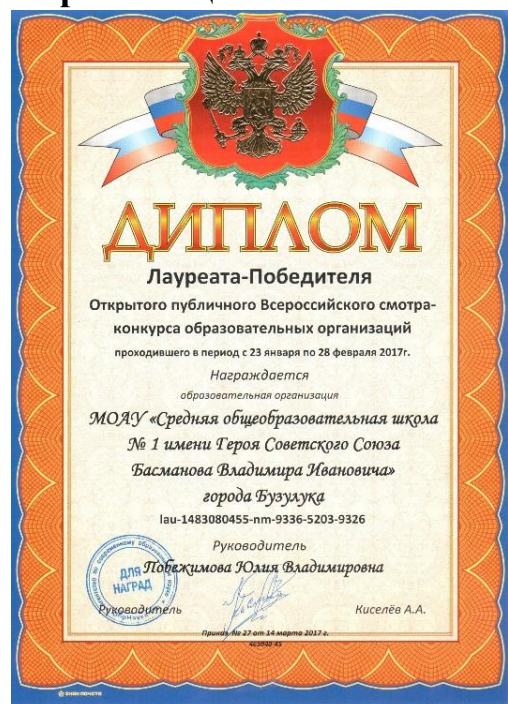 ДИПЛОМ
Лауреата-Победителя
Открытого публичного Всероссийского смотра-
конкурса образовательных организаций
проходившего в период с 23 января по 28 февраля 2017г.
Награждается
образовательная организация
МОАУ «Средняя общеобразовательная школа
№ 1 имени Героя Советского Союза
Басманова Владимира Ивановича»
города Бузулука
lau-1483080455-nm-9336-5203-9326
Руководитель
Побежимова Юлия Владимировна
ДЛЯ
НАГРАД
Руководитель Киселёв А.А.
Приказ № 27 от 14 марта 2017 г.